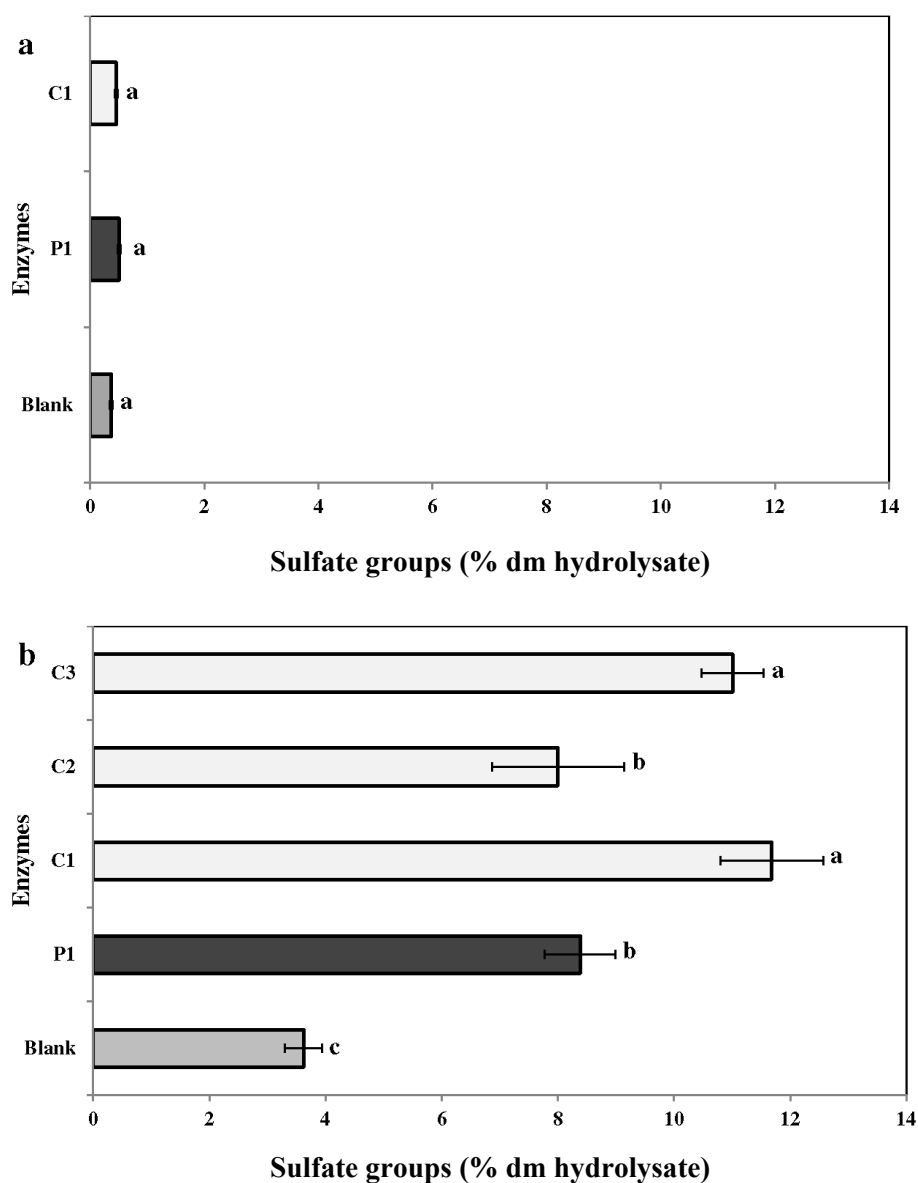 a
C1
a
P1
a
Blank
a
Enzymes
0 2 4 6 8 10 12 14
Sulfate groups (% dm hydrolysate)
b
C3
a
C2
b
C1
a
P1
b
Blank
c
Enzymes
0 2 4 6 8 10 12 14
Sulfate groups (% dm hydrolysate)